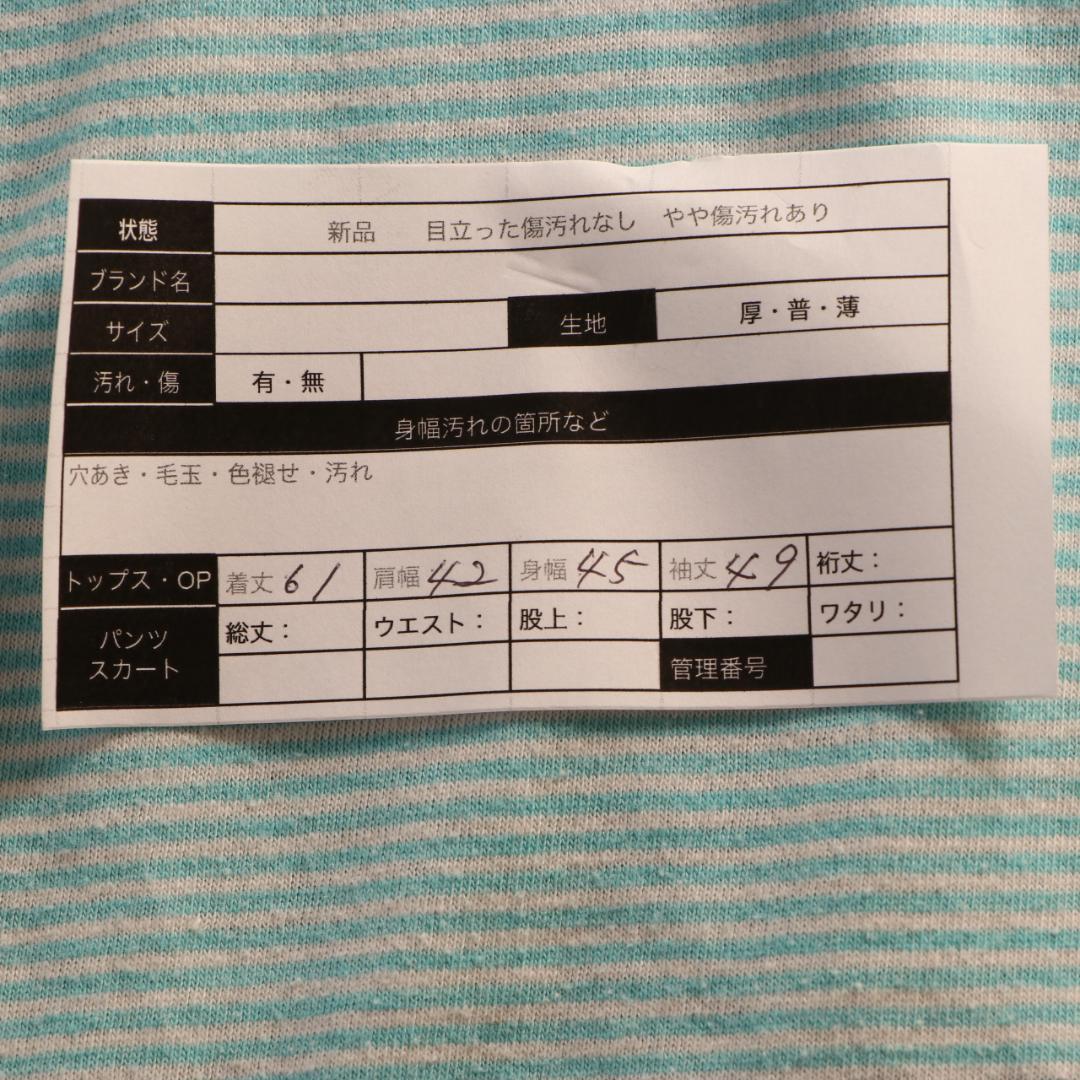 状態 新品 目立った傷汚れなし やや傷汚れあり
ブランド名
サイズ 生地 厚・普・薄
汚れ・傷 有・無
身幅汚れの箇所など
穴あき・毛玉・色褪せ・汚れ
トップス・OP 着丈 61 肩幅 42 身幅 45 袖丈 49 裄丈：
パンツ スカート 総丈： ウエスト： 股上： 股下： ワタリ：
管理番号